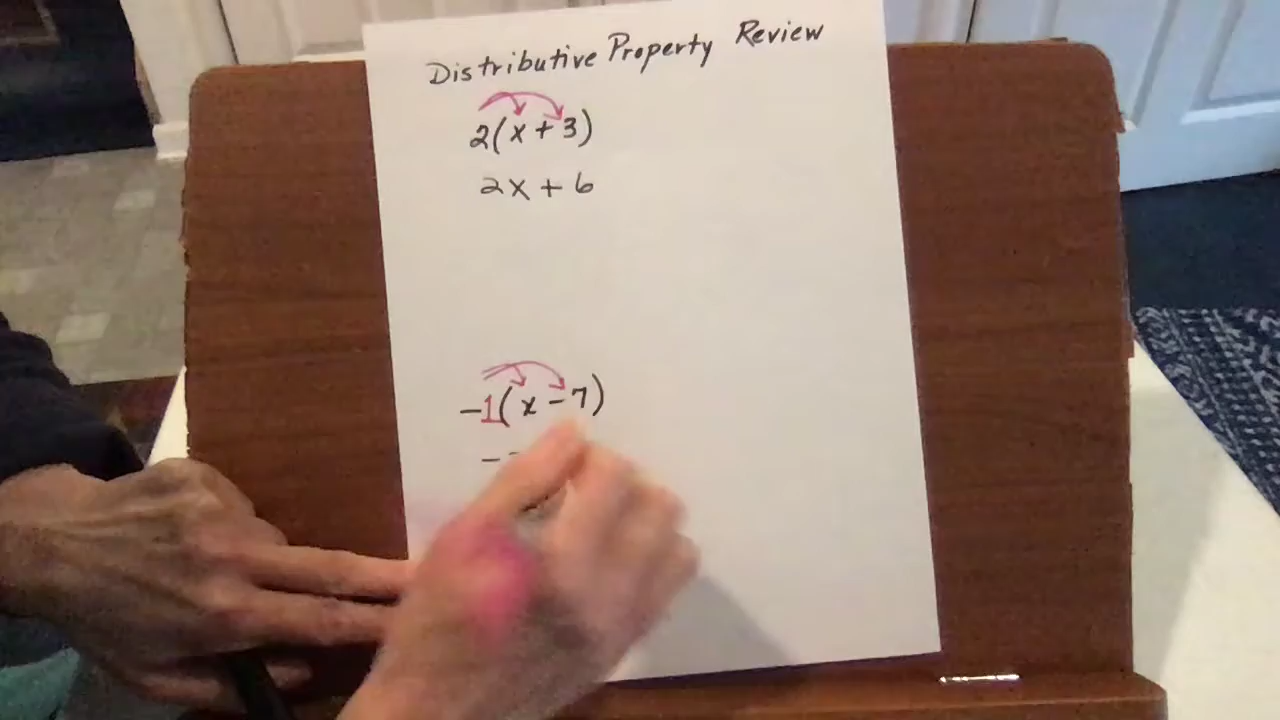 Distributive Property Review
2(x+3)
2x + 6
-1(x-7)
-